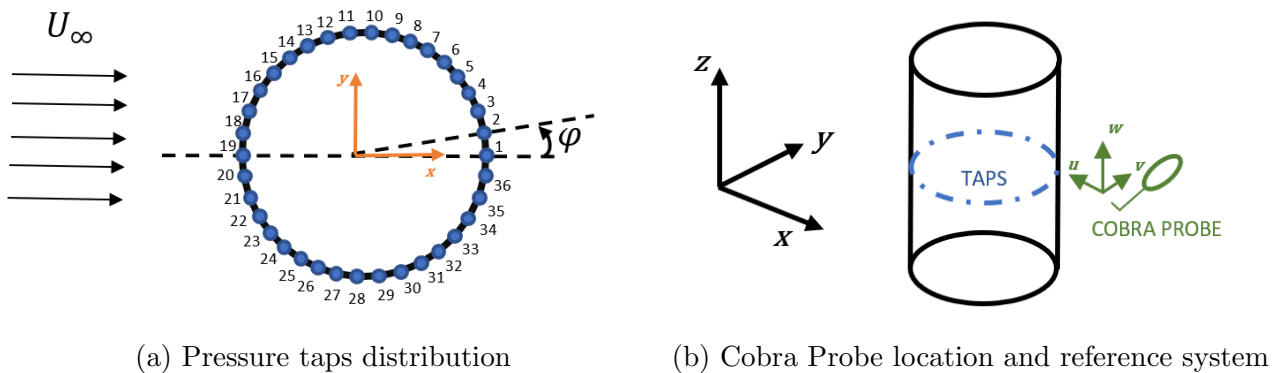 U∞
y
x
φ
1
2
3
4
5
6
7
8
9
10
11
12
13
14
15
16
17
18
19
20
21
22
23
24
25
26
27
28
29
30
31
32
33
34
35
36
(a) Pressure taps distribution
z
y
x
TAPS
w
u
v
COBRA PROBE
(b) Cobra Probe location and reference system